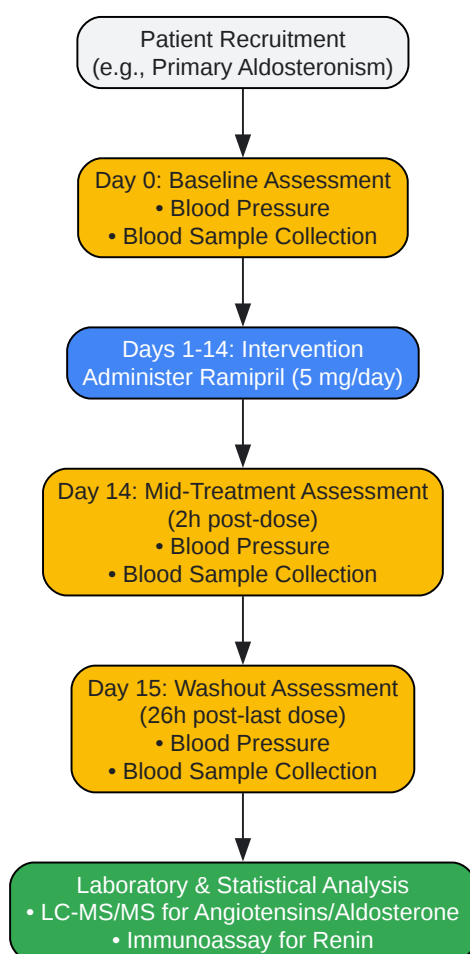 Patient Recruitment
(e.g., Primary Aldosteronism)
Day 0: Baseline Assessment
• Blood Pressure
• Blood Sample Collection
Days 1-14: Intervention
Administer Ramipril (5 mg/day)
Day 14: Mid-Treatment Assessment
(2h post-dose)
• Blood Pressure
• Blood Sample Collection
Day 15: Washout Assessment
(26h post-last dose)
• Blood Pressure
• Blood Sample Collection
Laboratory & Statistical Analysis
• LC-MS/MS for Angiotensins/Aldosterone
• Immunoassay for Renin